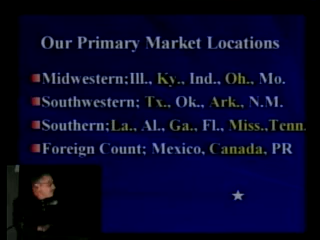 Our Primary Market Locations
Midwestern;Ill., Ky., Ind., Oh., Mo.
Southwestern; Tx., Ok., Ark., N.M.
Southern;La., Al., Ga., Fl., Miss.,Tenn.
Foreign Count; Mexico, Canada, PR